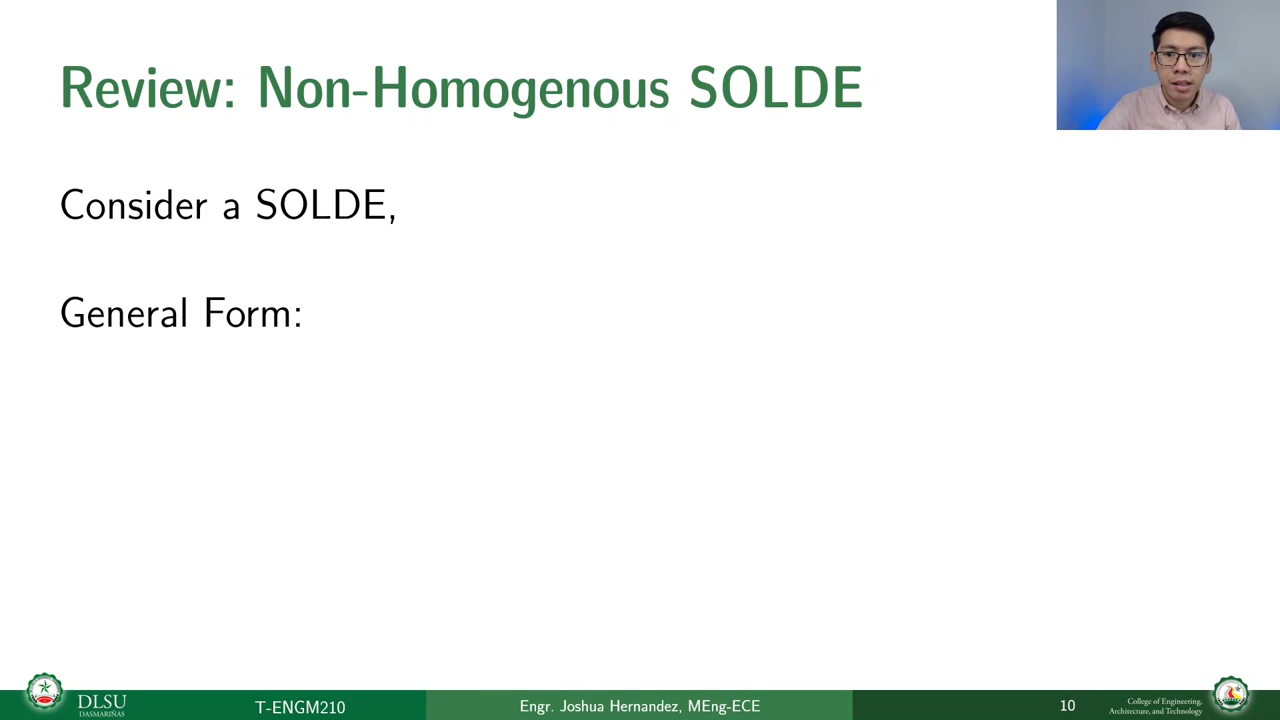 Review: Non-Homogenous SOLDE
Consider a SOLDE,
General Form:
DLSU
DASMARIÑAS
T-ENGM210
Engr. Joshua Hernandez, MEng-ECE
10
College of Engineering,
Architecture, and Technology